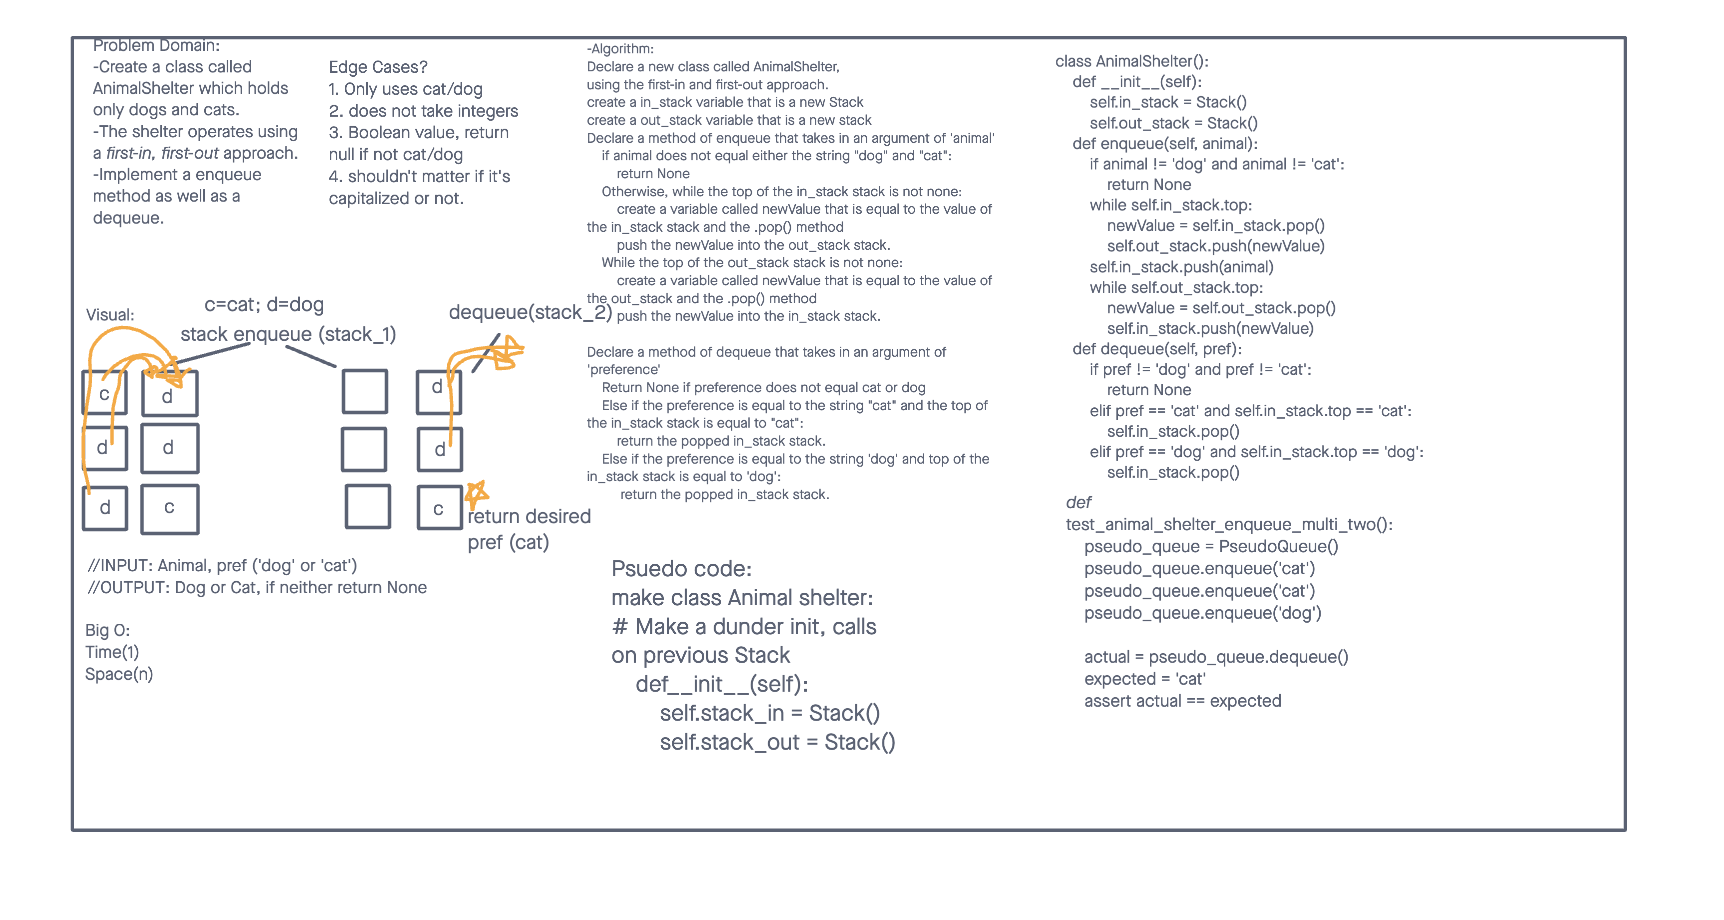 Problem Domain:
-Create a class called
AnimalShelter which holds
only dogs and cats.
-The shelter operates using
a first-in, first-out approach.
-Implement a enqueue
method as well as a
dequeue.
Edge Cases?
1. Only uses cat/dog
2. does not take integers
3. Boolean value, return
null if not cat/dog
4. shouldn't matter if it's
capitalized or not.
Visual:
c=cat; d=dog
stack enqueue (stack_1)
dequeue(stack_2)
c
d
d
d
d
c
d
d
c
return desired
pref (cat)
//INPUT: Animal, pref ('dog' or 'cat')
//OUTPUT: Dog or Cat, if neither return None
Big O:
Time(1)
Space(n)
-Algorithm:
Declare a new class called AnimalShelter,
using the first-in and first-out approach.
create a in_stack variable that is a new Stack
create a out_stack variable that is a new stack
Declare a method of enqueue that takes in an argument of 'animal'
if animal does not equal either the string "dog" and "cat":
return None
Otherwise, while the top of the in_stack stack is not none:
create a variable called newValue that is equal to the value of
the in_stack stack and the .pop() method
push the newValue into the out_stack stack.
While the top of the out_stack stack is not none:
create a variable called newValue that is equal to the value of
the out_stack and the .pop() method
push the newValue into the in_stack stack.
Declare a method of dequeue that takes in an argument of
'preference'
Return None if preference does not equal cat or dog
Else if the preference is equal to the string "cat" and the top of
the in_stack stack is equal to "cat":
return the popped in_stack stack.
Else if the preference is equal to the string 'dog' and top of the
in_stack stack is equal to 'dog':
return the popped in_stack stack.
Psuedo code:
make class Animal shelter:
# Make a dunder init, calls
on previous Stack
def__init__(self):
self.stack_in = Stack()
self.stack_out = Stack()
class AnimalShelter():
def __init__(self):
self.in_stack = Stack()
self.out_stack = Stack()
def enqueue(self, animal):
if animal != 'dog' and animal != 'cat':
return None
while self.in_stack.top:
newValue = self.in_stack.pop()
self.out_stack.push(newValue)
self.in_stack.push(animal)
while self.out_stack.top:
newValue = self.out_stack.pop()
self.in_stack.push(newValue)
def dequeue(self, pref):
if pref != 'dog' and pref != 'cat':
return None
elif pref == 'cat' and self.in_stack.top == 'cat':
self.in_stack.pop()
elif pref == 'dog' and self.in_stack.top == 'dog':
self.in_stack.pop()
def
test_animal_shelter_enqueue_multi_two():
pseudo_queue = PseudoQueue()
pseudo_queue.enqueue('cat')
pseudo_queue.enqueue('cat')
pseudo_queue.enqueue('dog')
actual = pseudo_queue.dequeue()
expected = 'cat'
assert actual == expected